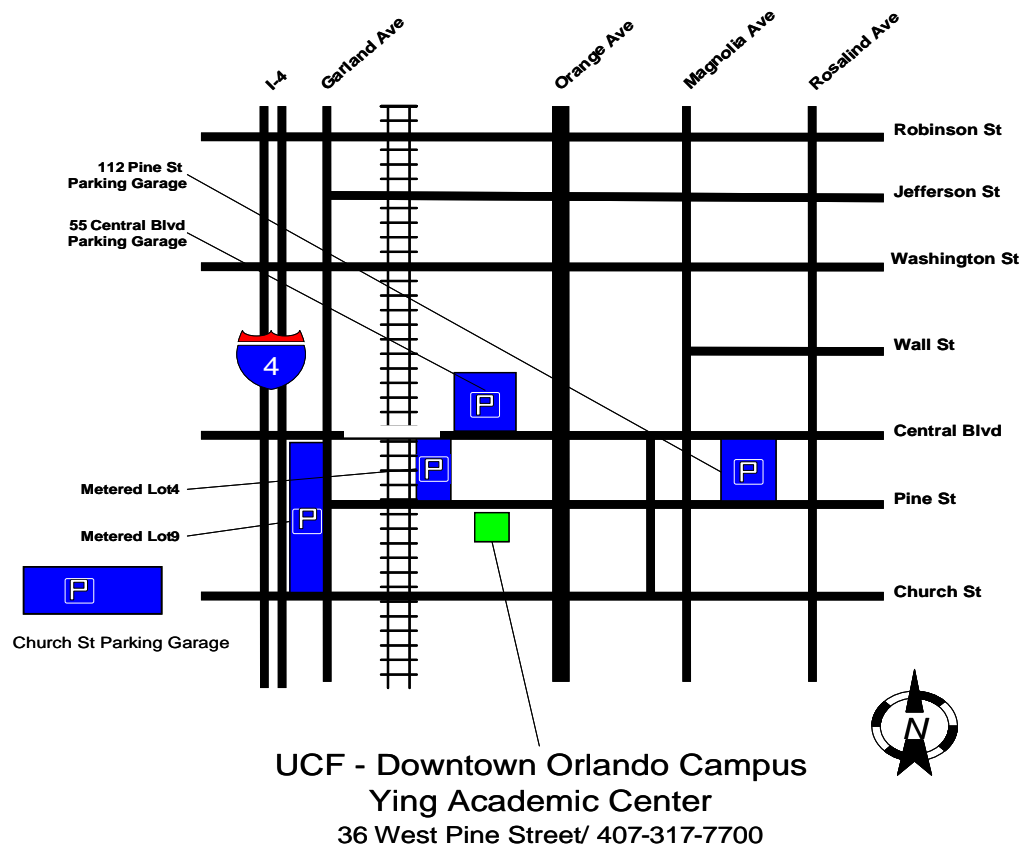 I-4
Garland Ave
Orange Ave
Magnolia Ave
Rosalind Ave
Robinson St
112 Pine St
Parking Garage
Jefferson St
55 Central Blvd
Parking Garage
Washington St
Wall St
4
P
Central Blvd
P
P
Metered Lot4
Pine St
P
Metered Lot9
P
Church St
Church St Parking Garage
N
UCF - Downtown Orlando Campus
Ying Academic Center
36 West Pine Street/ 407-317-7700